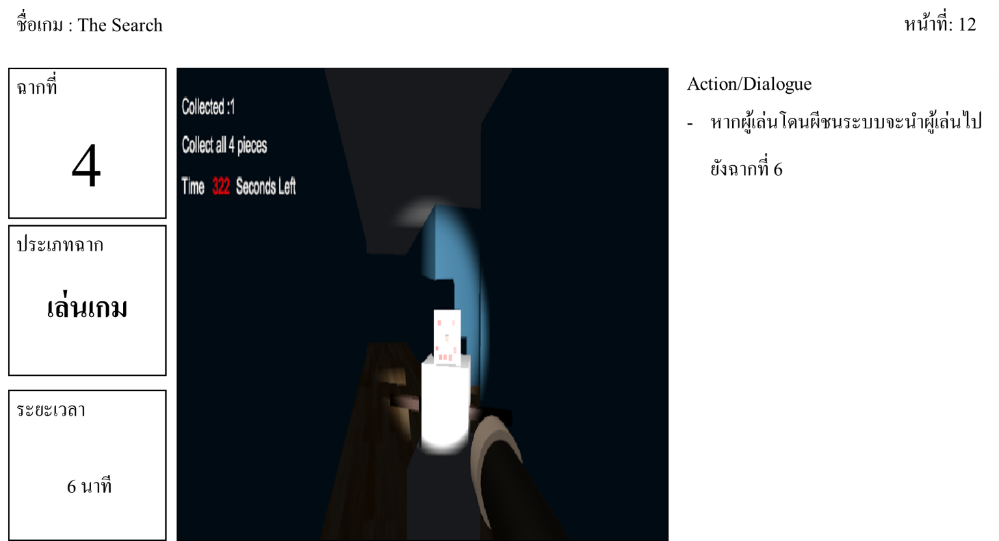 ชื่อเกม : The Search
หน้าที่: 12
ฉากที่
4
ประเภทฉาก
เล่นเกม
ระยะเวลา
6 นาที
Collected :1
Collect all 4 pieces
Time 322 Seconds Left
Action/Dialogue
- หากผู้เล่นโดนผีชนระบบจะนำผู้เล่นไป
ยังฉากที่ 6